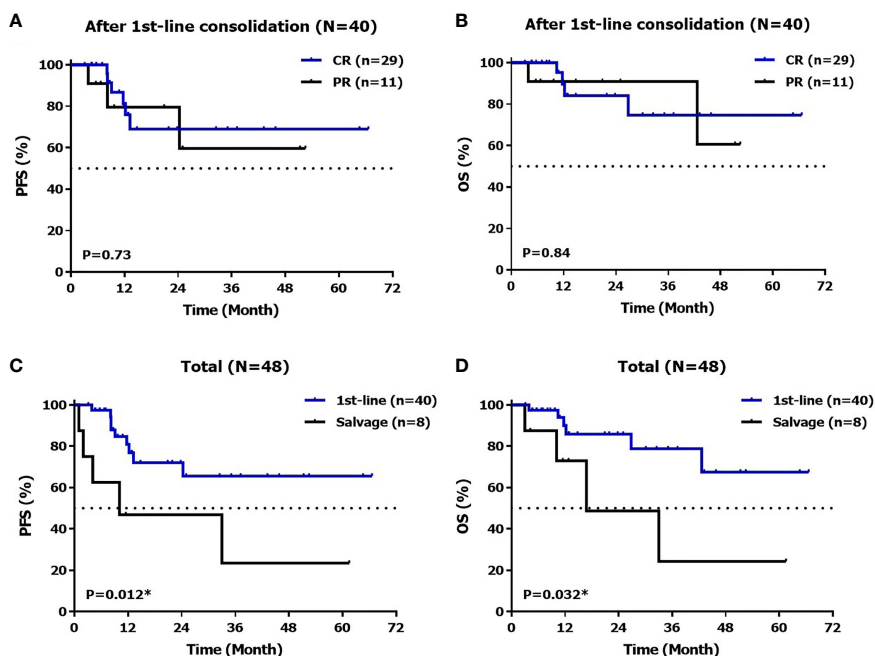 A
After 1st-line consolidation (N=40)
CR (n=29)
PR (n=11)
100
80
60
40
20
0
PFS (%)
P=0.73
0 12 24 36 48 60 72
Time (Month)
B
After 1st-line consolidation (N=40)
CR (n=29)
PR (n=11)
100
80
60
40
20
0
OS (%)
P=0.84
0 12 24 36 48 60 72
Time (Month)
C
Total (N=48)
1st-line (n=40)
Salvage (n=8)
100
80
60
40
20
0
PFS (%)
P=0.012*
0 12 24 36 48 60 72
Time (Month)
D
Total (N=48)
1st-line (n=40)
Salvage (n=8)
100
80
60
40
20
0
OS (%)
P=0.032*
0 12 24 36 48 60 72
Time (Month)